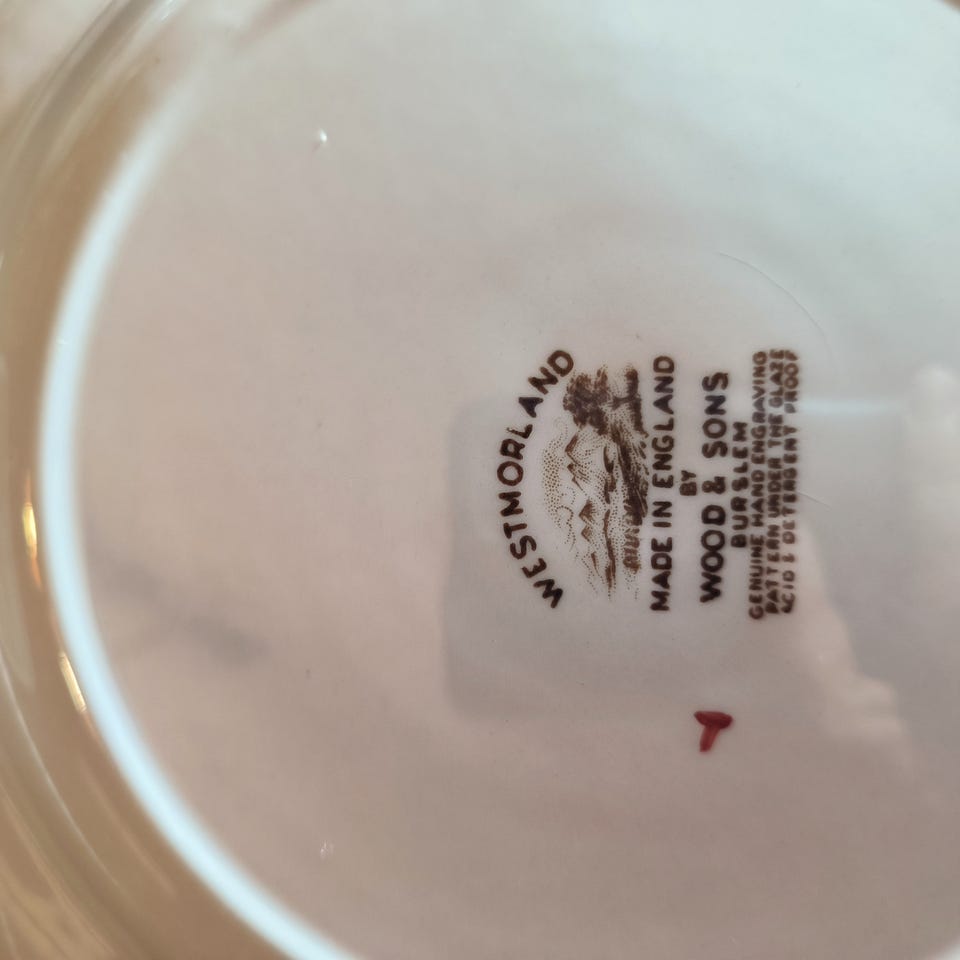 WESTMORLAND
MADE IN ENGLAND
BY
WOOD & SONS
BURSLEM
GENUINE HAND ENGRAVING
PATTERN UNDER THE GLAZE
ACID & DETERGENT PROOF
T